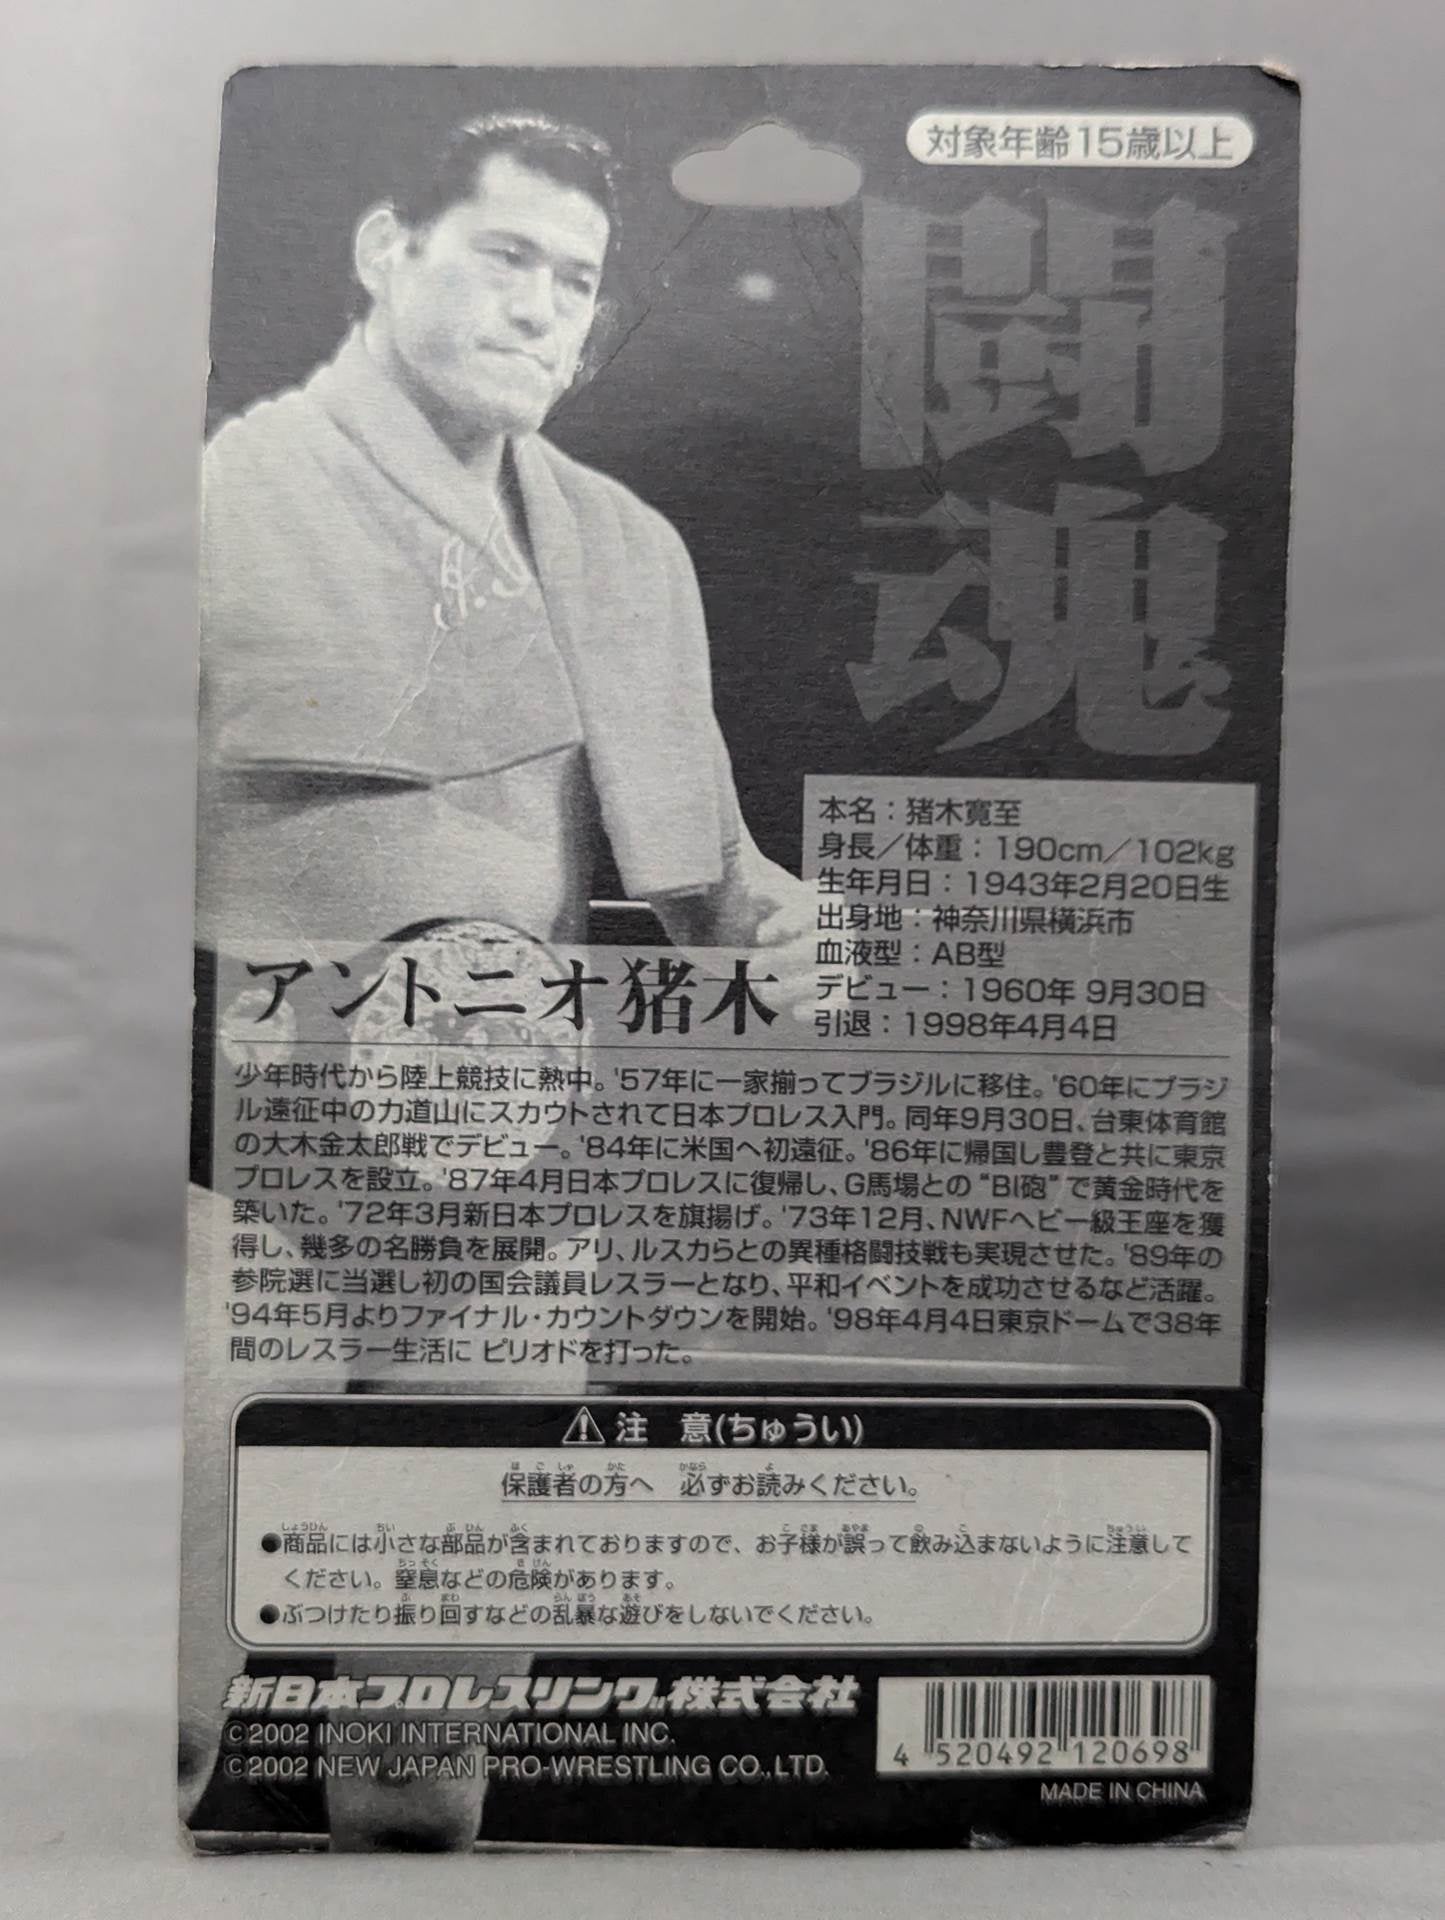 対象年齢15歳以上
闘魂
本名：猪木寛至
身長／体重：190cm／102kg
生年月日：1943年2月20日生
出身地：神奈川県横浜市
血液型：AB型
デビュー：1960年 9月30日
引退：1998年4月4日
アントニオ猪木
少年時代から陸上競技に熱中。'57年に一家揃ってブラジルに移住。'60年にブラジ
ル遠征中の力道山にスカウトされて日本プロレス入門。同年9月30日、台東体育館
の大木金太郎戦でデビュー。'84年に米国へ初遠征。'86年に帰国し豊登と共に東京
プロレスを設立。'87年4月日本プロレスに復帰し、G馬場との“BI砲”で黄金時代を
築いた。'72年3月新日本プロレスを旗揚げ。'73年12月、NWFヘビー級王座を獲
得し、幾多の名勝負を展開。アリ、ルスカらとの異種格闘技戦も実現させた。'89年の
参院選に当選し初の国会議員レスラーとなり、平和イベントを成功させるなど活躍。
'94年5月よりファイナル・カウントダウンを開始。'98年4月4日東京ドームで38年
間のレスラー生活に ピリオドを打った。
注 意(ちゅうい)
保護者の方へ 必ずお読みください。
●商品には小さな部品が含まれておりますので、お子様が誤って飲み込まないように注意して
ください。窒息などの危険があります。
●ぶつけたり振り回すなどの乱暴な遊びをしないでください。
新日本プロレスリング株式会社
©2002 INOKI INTERNATIONAL INC.
©2002 NEW JAPAN PRO-WRESTLING CO.,LTD.
4 520492 120698
MADE IN CHINA